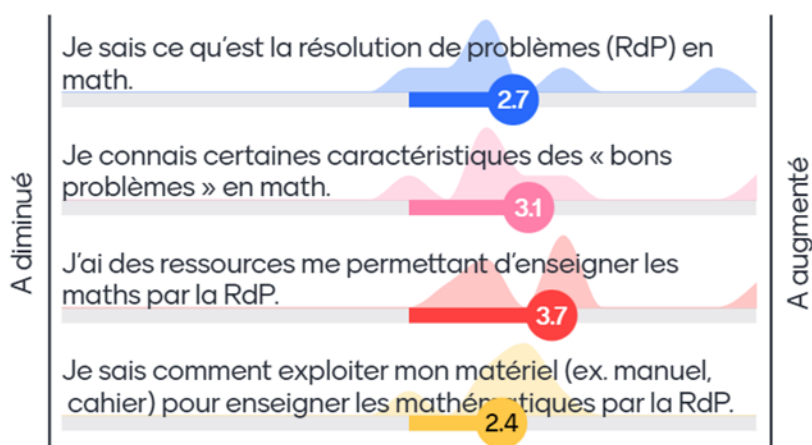 Je sais ce qu'est la résolution de problèmes (RdP) en
math.
2.7
Je connais certaines caractéristiques des « bons
problèmes » en math.
3.1
J'ai des ressources me permettant d'enseigner les
maths par la RdP.
3.7
Je sais comment exploiter mon matériel (ex. manuel,
cahier) pour enseigner les mathématiques par la RdP.
2.4
A diminué
A augmenté